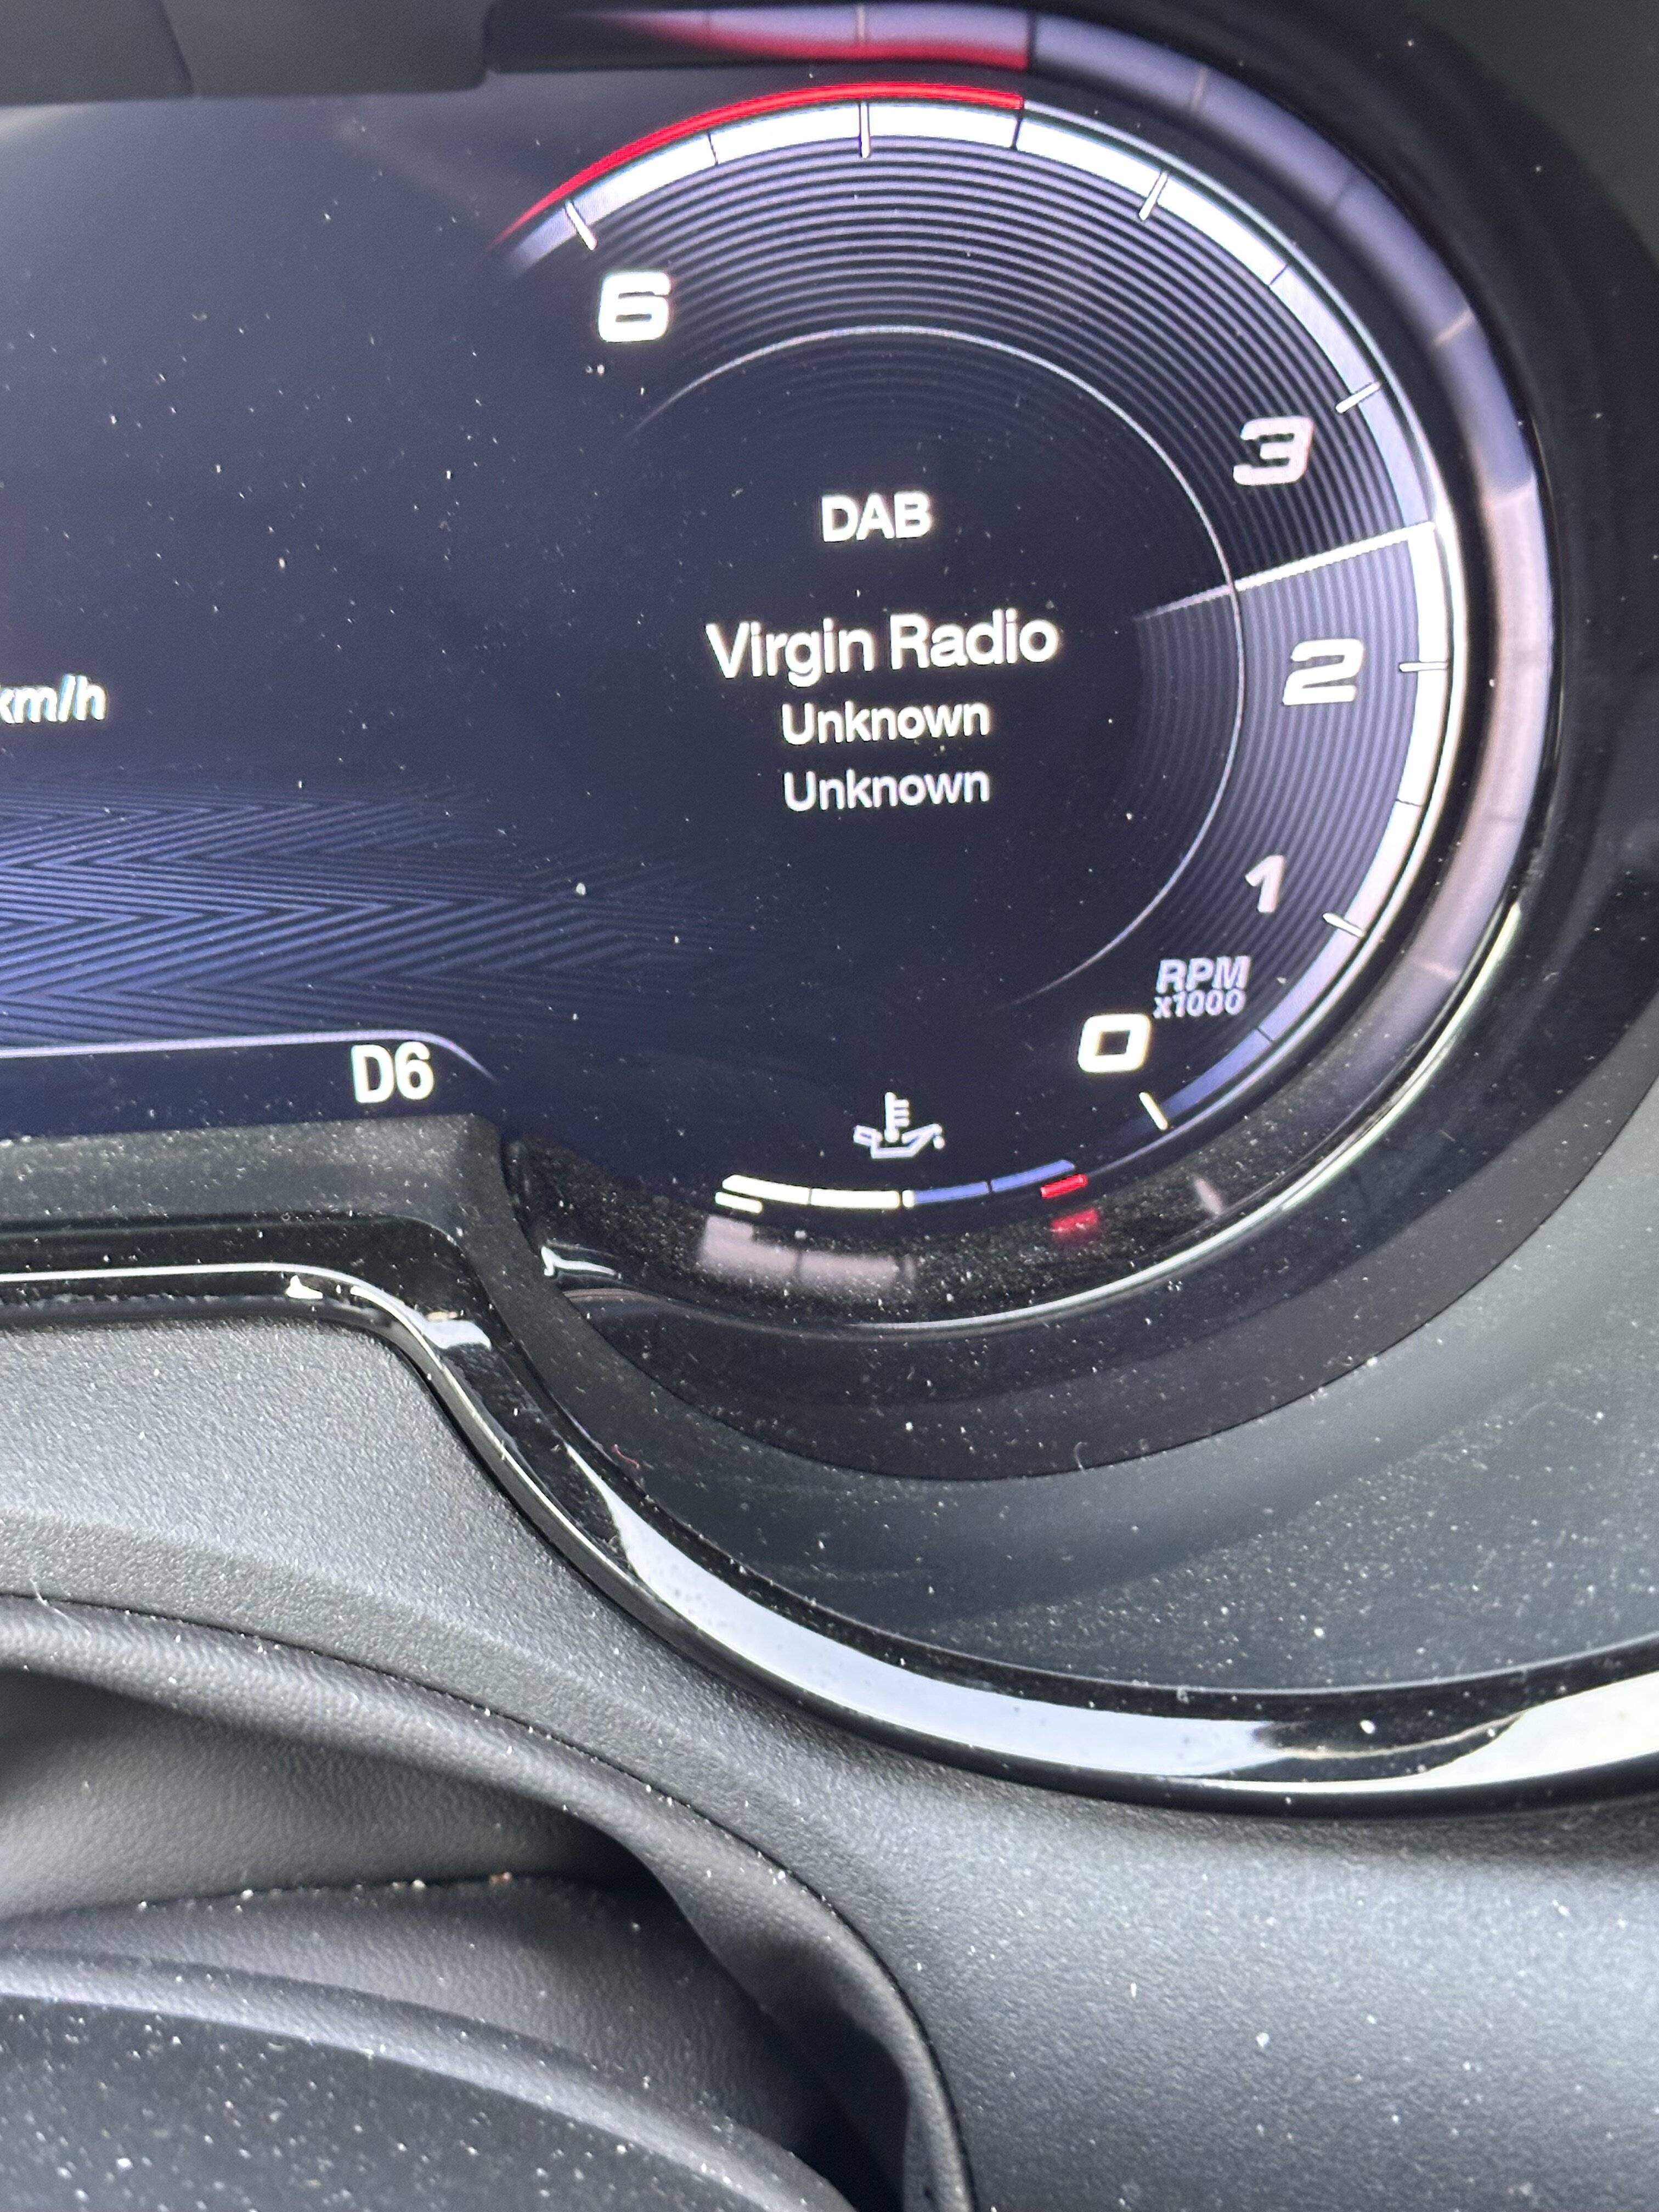 6
3
DAB
Virgin Radio
2
km/h
Unknown
Unknown
1
RPM
x1000
0
D6